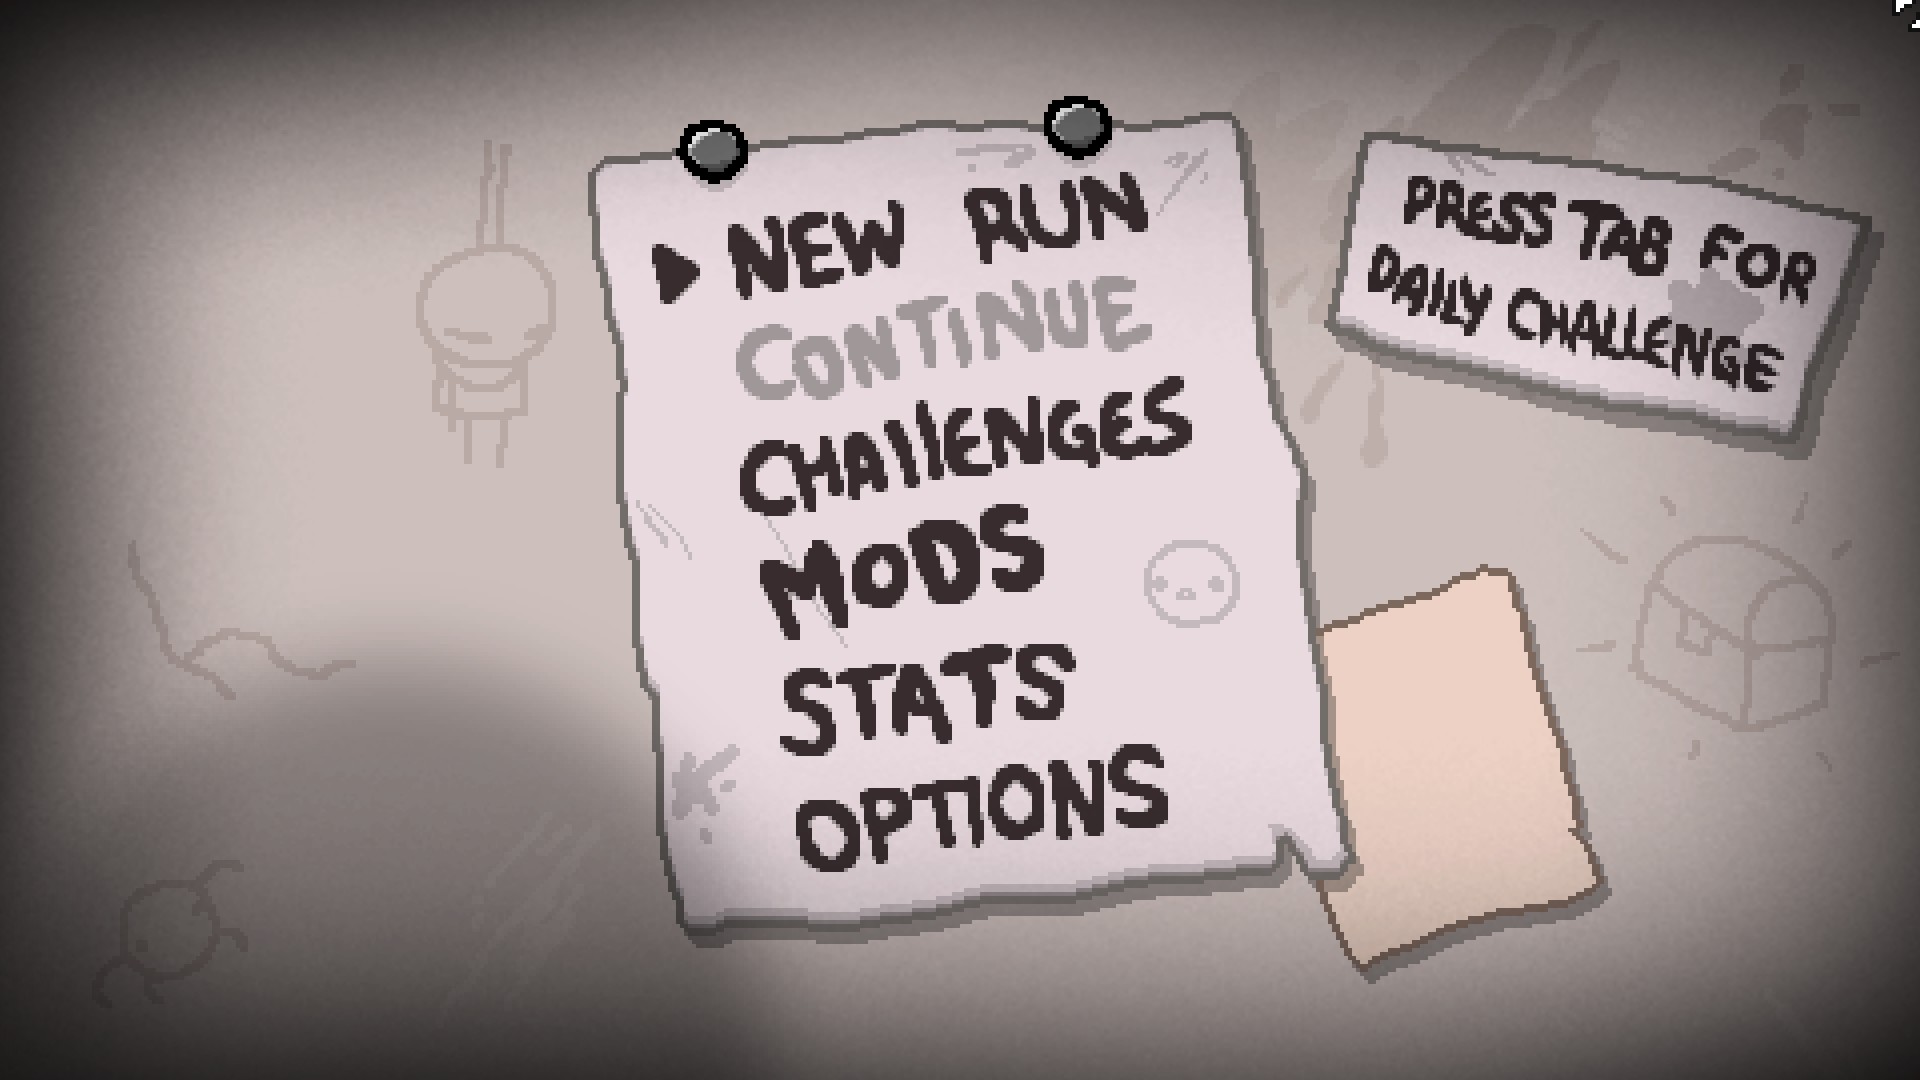 NEW RUN
CONTINUE
CHALLENGES
MODS
STATS
OPTIONS
PRESS TAB FOR
DAILY CHALLENGE